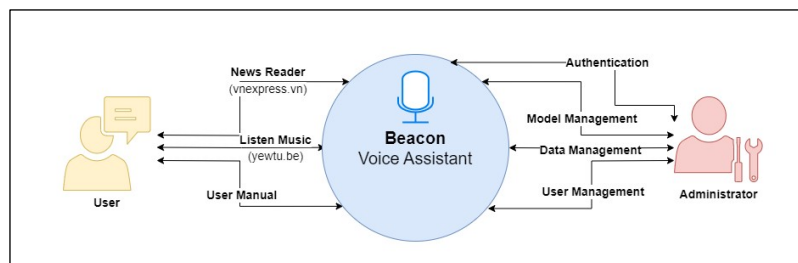 News Reader
(vnexpress.vn)
Listen Music
(yewtu.be)
User Manual
User
Beacon
Voice Assistant
Authentication
Model Management
Data Management
User Management
Administrator